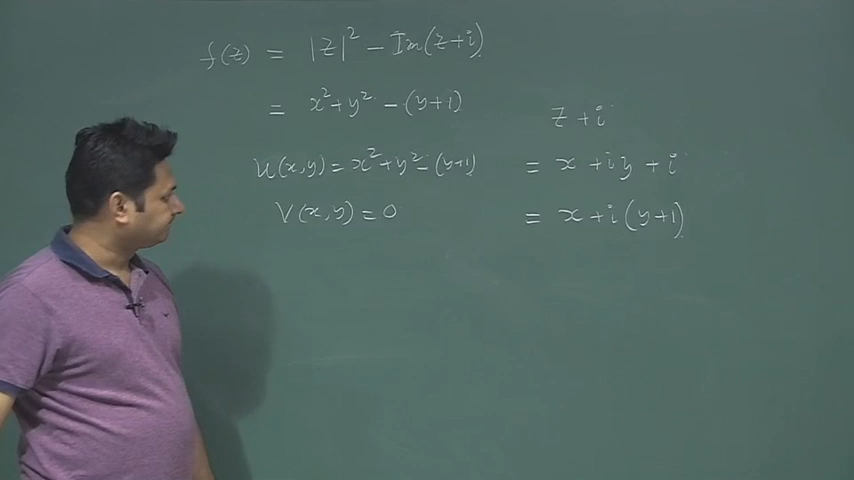 f(z) = |z|² − Im(z+i)
= x²+y² − (y+1)
u(x,y) = x²+y² − (y+1)
V(x,y) = 0
z + i
= x + iy + i
= x + i(y+1)